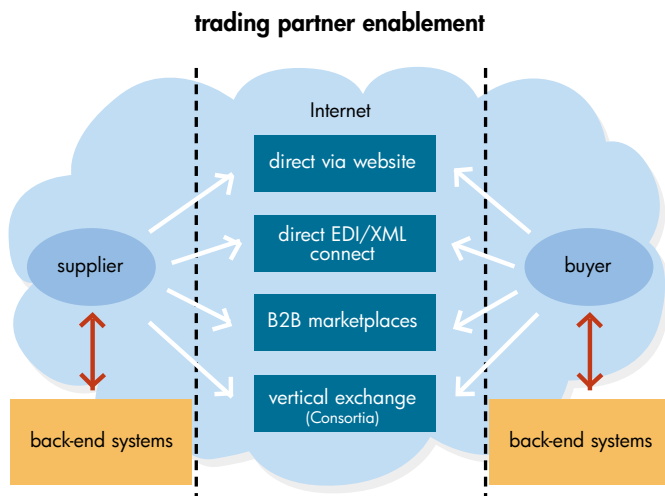 trading partner enablement
Internet
direct via website
direct EDI/XML
connect
supplier
buyer
B2B marketplaces
vertical exchange
(Consortia)
back-end systems
back-end systems